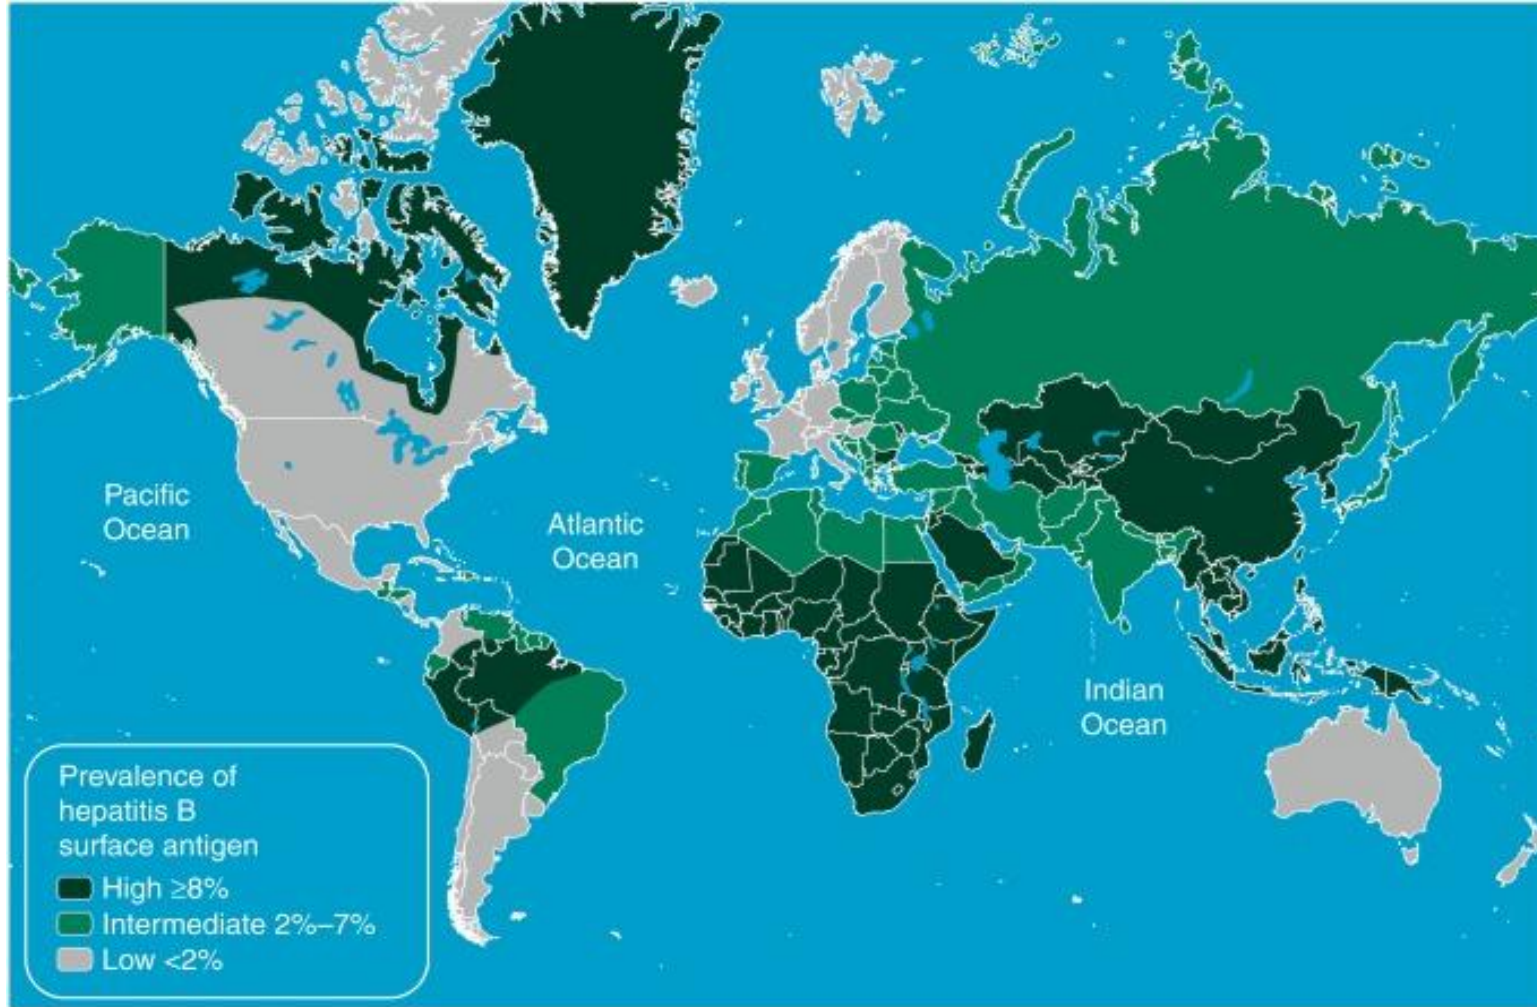 Pacific
Ocean
Atlantic
Ocean
Indian
Ocean
Prevalence of
hepatitis B
surface antigen
High ≥8%
Intermediate 2%–7%
Low <2%